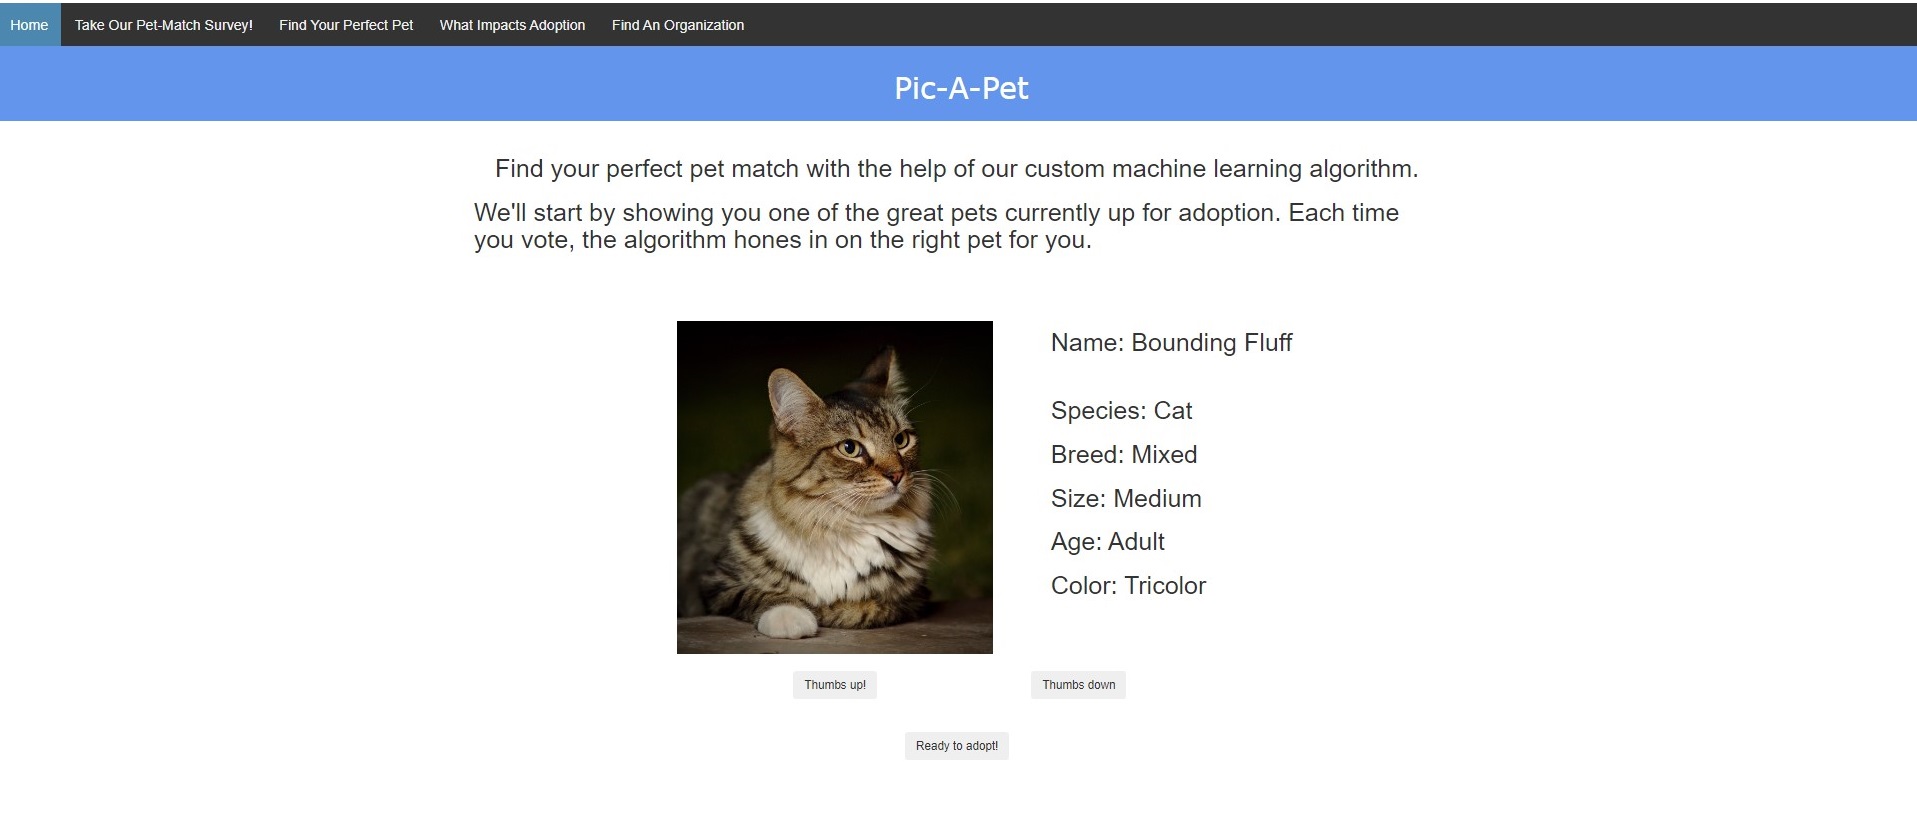 Home Take Our Pet-Match Survey! Find Your Perfect Pet What Impacts Adoption Find An Organization
Pic-A-Pet
Find your perfect pet match with the help of our custom machine learning algorithm.
We'll start by showing you one of the great pets currently up for adoption. Each time
you vote, the algorithm hones in on the right pet for you.
Name: Bounding Fluff
Species: Cat
Breed: Mixed
Size: Medium
Age: Adult
Color: Tricolor
Thumbs up! Thumbs down
Ready to adopt!